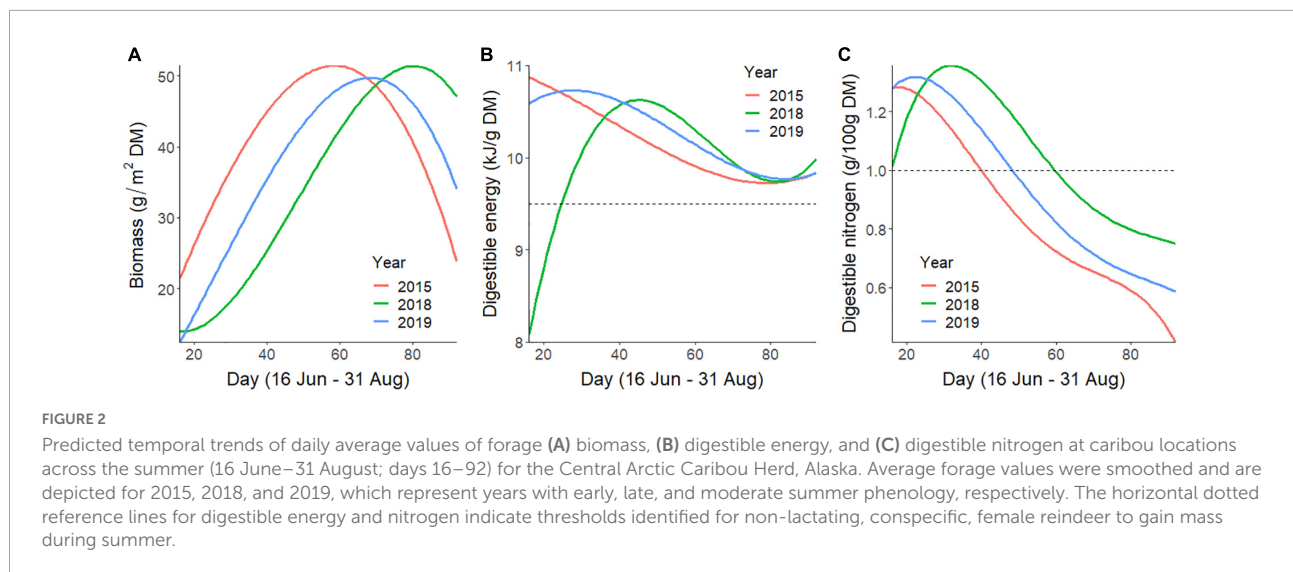 A
Biomass (g/m² DM)
50
40
30
20
20 40 60 80
Day (16 Jun - 31 Aug)
Year
2015
2018
2019
B
Digestible energy (kJ/g DM)
11
10
9
8
20 40 60 80
Day (16 Jun - 31 Aug)
Year
2015
2018
2019
C
Digestible nitrogen (g/100g DM)
1.2
1.0
0.8
0.6
20 40 60 80
Day (16 Jun - 31 Aug)
Year
2015
2018
2019
FIGURE 2
Predicted temporal trends of daily average values of forage (A) biomass, (B) digestible energy, and (C) digestible nitrogen at caribou locations
across the summer (16 June–31 August; days 16–92) for the Central Arctic Caribou Herd, Alaska. Average forage values were smoothed and are
depicted for 2015, 2018, and 2019, which represent years with early, late, and moderate summer phenology, respectively. The horizontal dotted
reference lines for digestible energy and nitrogen indicate thresholds identified for non-lactating, conspecific, female reindeer to gain mass
during summer.